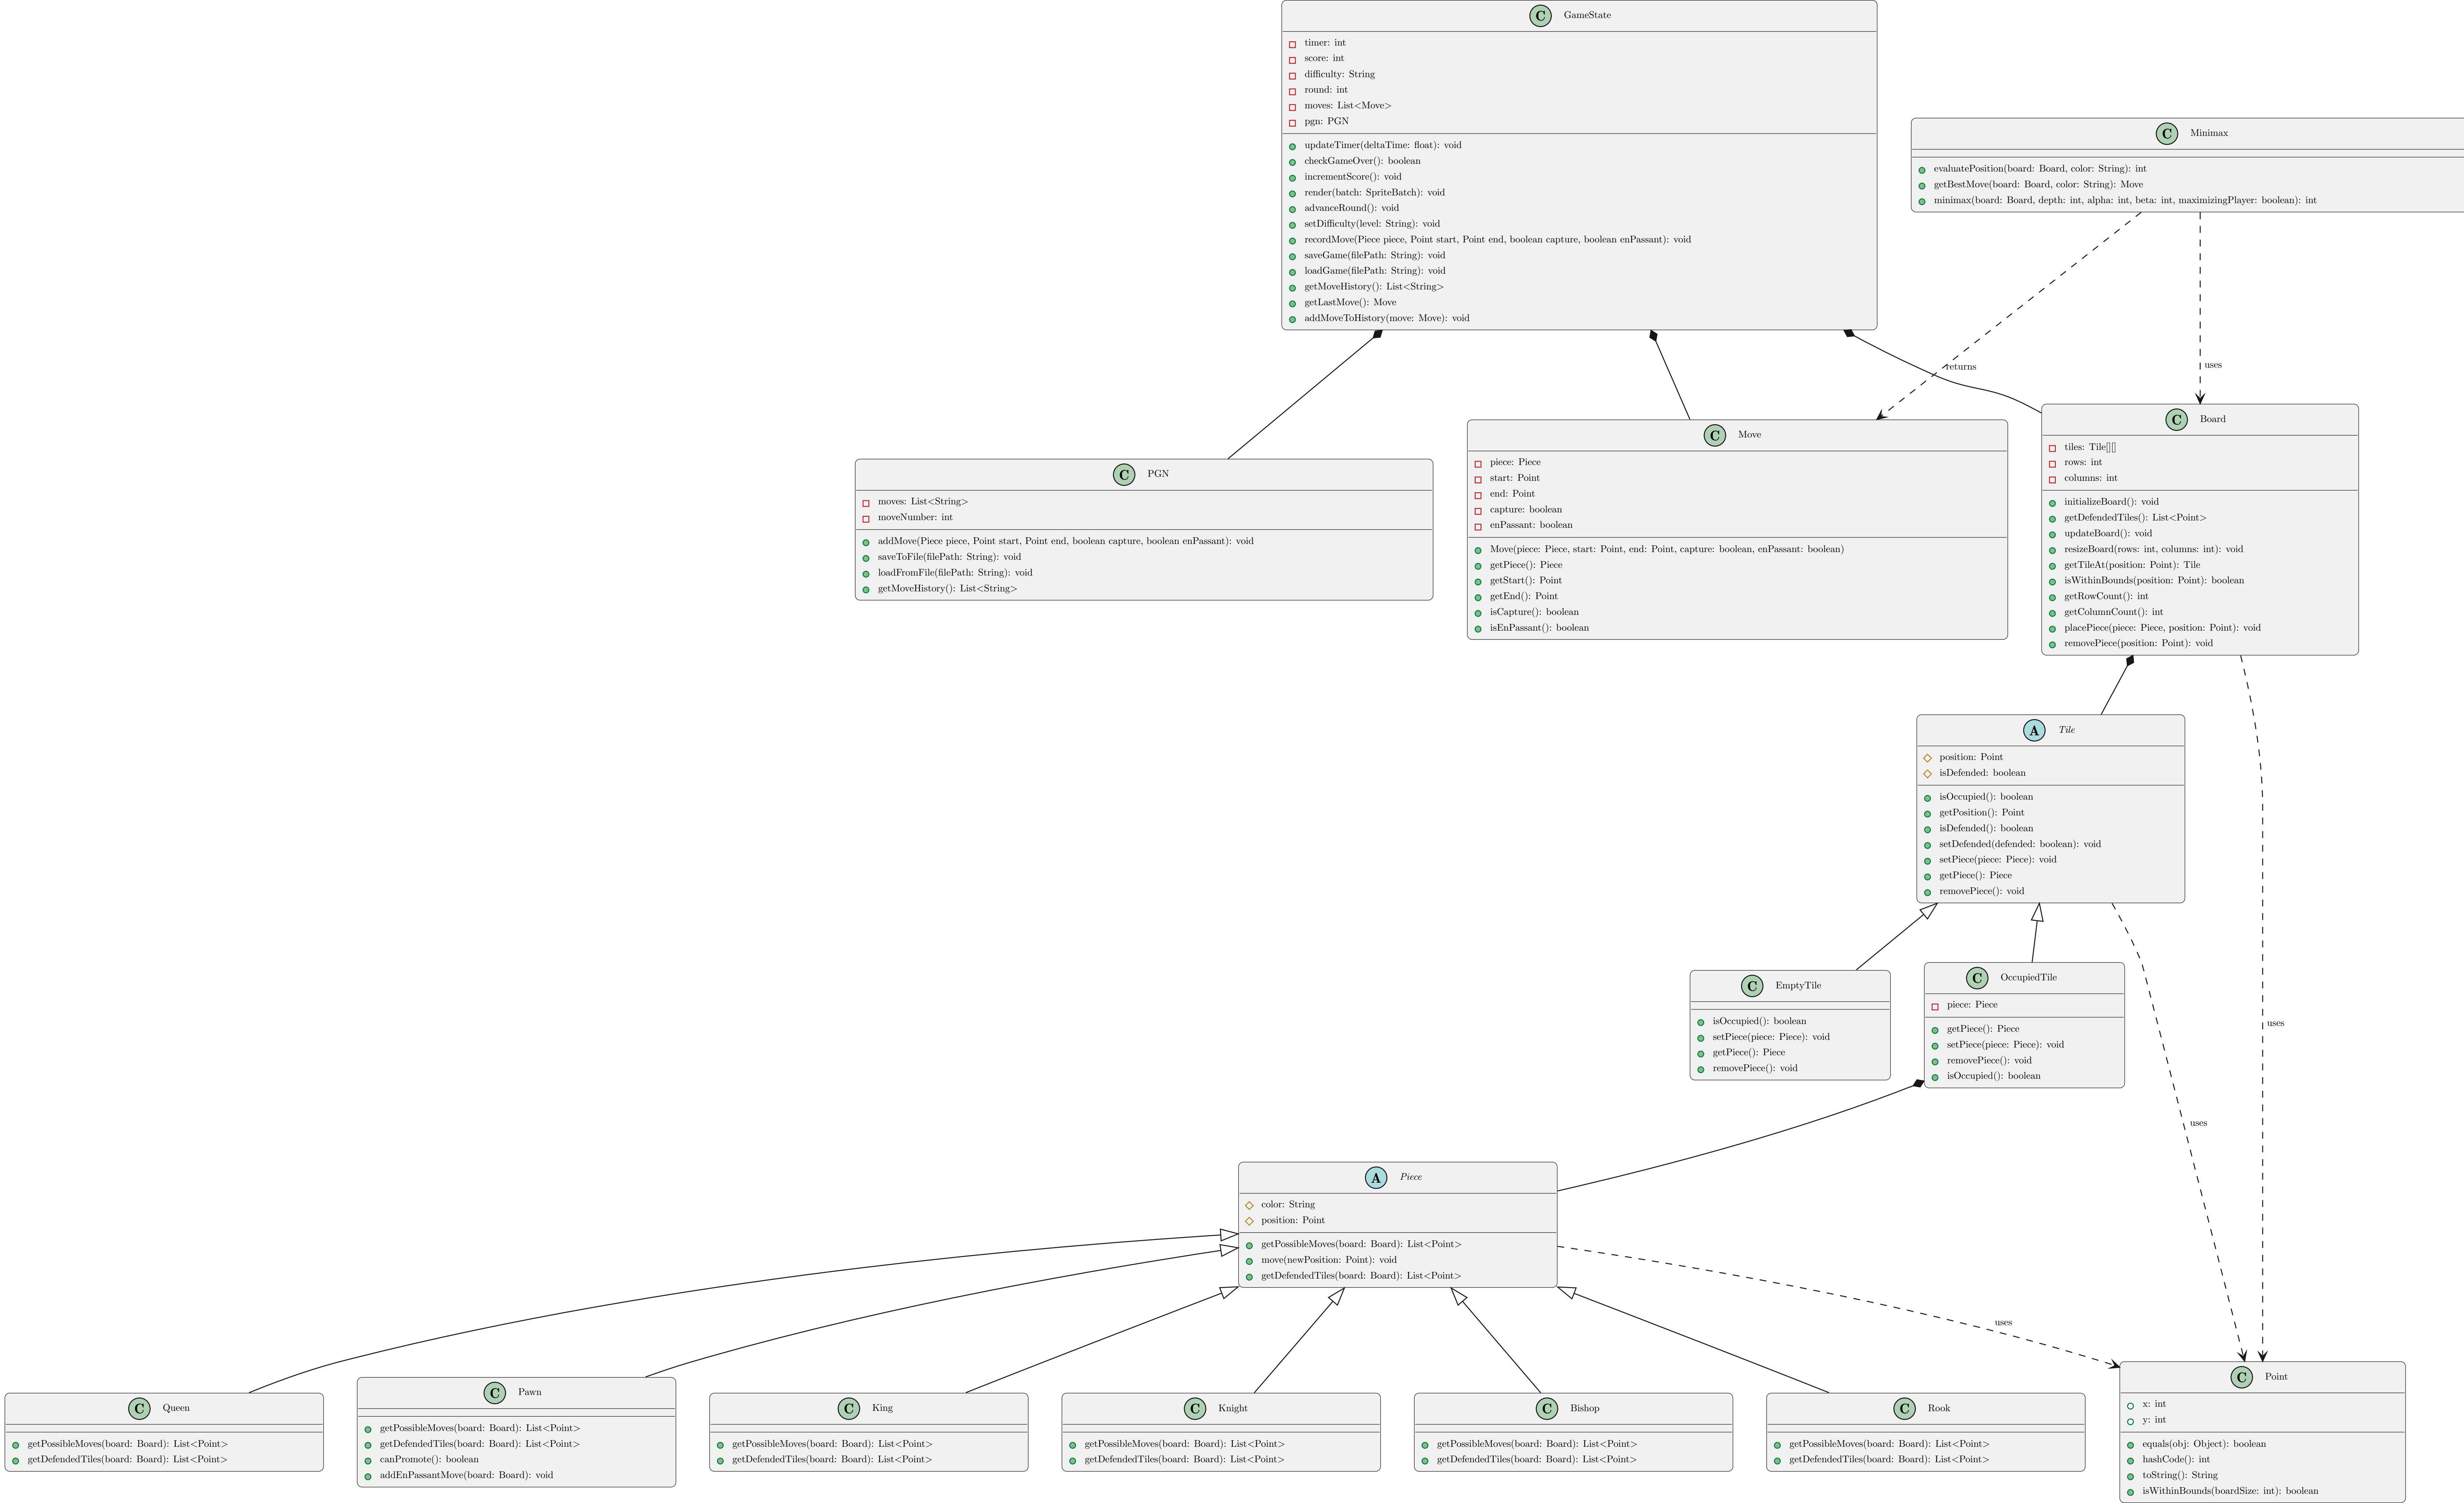 C GameState
timer: int
score: int
difficulty: String
round: int
moves: List<Move>
pgn: PGN
updateTimer(deltaTime: float): void
checkGameOver(): boolean
incrementScore(): void
render(batch: SpriteBatch): void
advanceRound(): void
setDifficulty(level: String): void
recordMove(Piece piece, Point start, Point end, boolean capture, boolean enPassant): void
saveGame(filePath: String): void
loadGame(filePath: String): void
getMoveHistory(): List<String>
getLastMove(): Move
addMoveToHistory(move: Move): void
C Minimax
evaluatePosition(board: Board, color: String): int
getBestMove(board: Board, color: String): Move
minimax(board: Board, depth: int, alpha: int, beta: int, maximizingPlayer: boolean): int
returns
uses
C PGN
moves: List<String>
moveNumber: int
addMove(Piece piece, Point start, Point end, boolean capture, boolean enPassant): void
saveToFile(filePath: String): void
loadFromFile(filePath: String): void
getMoveHistory(): List<String>
C Move
piece: Piece
start: Point
end: Point
capture: boolean
enPassant: boolean
Move(piece: Piece, start: Point, end: Point, capture: boolean, enPassant: boolean)
getPiece(): Piece
getStart(): Point
getEnd(): Point
isCapture(): boolean
isEnPassant(): boolean
C Board
tiles: Tile[][]
rows: int
columns: int
initializeBoard(): void
getDefendedTiles(): List<Point>
updateBoard(): void
resizeBoard(rows: int, columns: int): void
getTileAt(position: Point): Tile
isWithinBounds(position: Point): boolean
getRowCount(): int
getColumnCount(): int
placePiece(piece: Piece, position: Point): void
removePiece(position: Point): void
A Tile
position: Point
isDefended: boolean
isOccupied(): boolean
getPosition(): Point
isDefended(): boolean
setDefended(defended: boolean): void
setPiece(piece: Piece): void
getPiece(): Piece
removePiece(): void
C EmptyTile
isOccupied(): boolean
setPiece(piece: Piece): void
getPiece(): Piece
removePiece(): void
C OccupiedTile
piece: Piece
getPiece(): Piece
setPiece(piece: Piece): void
removePiece(): void
isOccupied(): boolean
uses
uses
A Piece
color: String
position: Point
getPossibleMoves(board: Board): List<Point>
move(newPosition: Point): void
getDefendedTiles(board: Board): List<Point>
uses
C Queen
getPossibleMoves(board: Board): List<Point>
getDefendedTiles(board: Board): List<Point>
C Pawn
getPossibleMoves(board: Board): List<Point>
getDefendedTiles(board: Board): List<Point>
canPromote(): boolean
addEnPassantMove(board: Board): void
C King
getPossibleMoves(board: Board): List<Point>
getDefendedTiles(board: Board): List<Point>
C Knight
getPossibleMoves(board: Board): List<Point>
getDefendedTiles(board: Board): List<Point>
C Bishop
getPossibleMoves(board: Board): List<Point>
getDefendedTiles(board: Board): List<Point>
C Rook
getPossibleMoves(board: Board): List<Point>
getDefendedTiles(board: Board): List<Point>
C Point
x: int
y: int
equals(obj: Object): boolean
hashCode(): int
toString(): String
isWithinBounds(boardSize: int): boolean